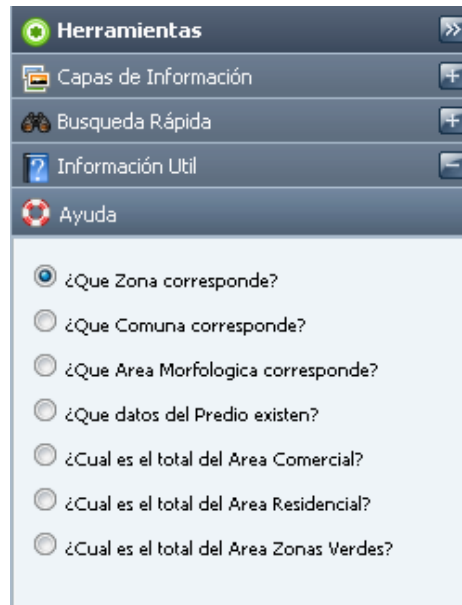 Herramientas
Capas de Información
Busqueda Rápida
Información Util
Ayuda
¿Que Zona corresponde?
¿Que Comuna corresponde?
¿Que Area Morfologica corresponde?
¿Que datos del Predio existen?
¿Cual es el total del Area Comercial?
¿Cual es el total del Area Residencial?
¿Cual es el total del Area Zonas Verdes?